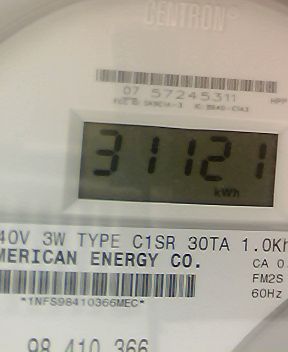 CENTRON®
07 57245311
31121
kWh
40V 3W TYPE C1SR 30TA 1.0Kh
MERICAN ENERGY CO.
CA 0.
FM2S
60Hz
*1NFS98410366MEC*
98 410 366